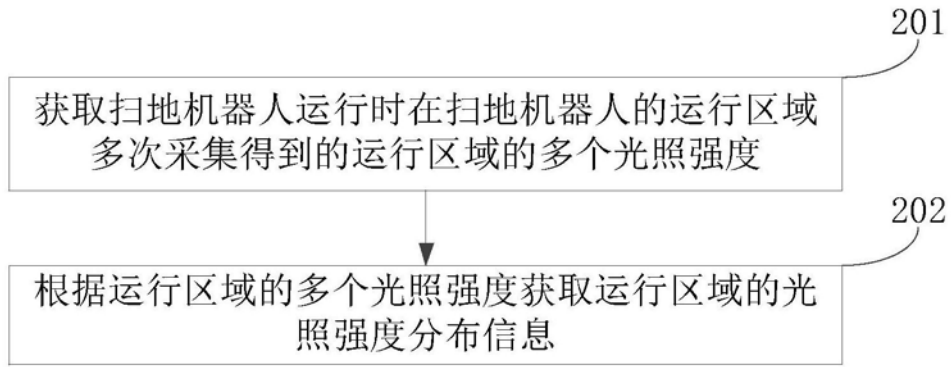 201
获取扫地机器人运行时在扫地机器人的运行区域
多次采集得到的运行区域的多个光照强度
202
根据运行区域的多个光照强度获取运行区域的光
照强度分布信息